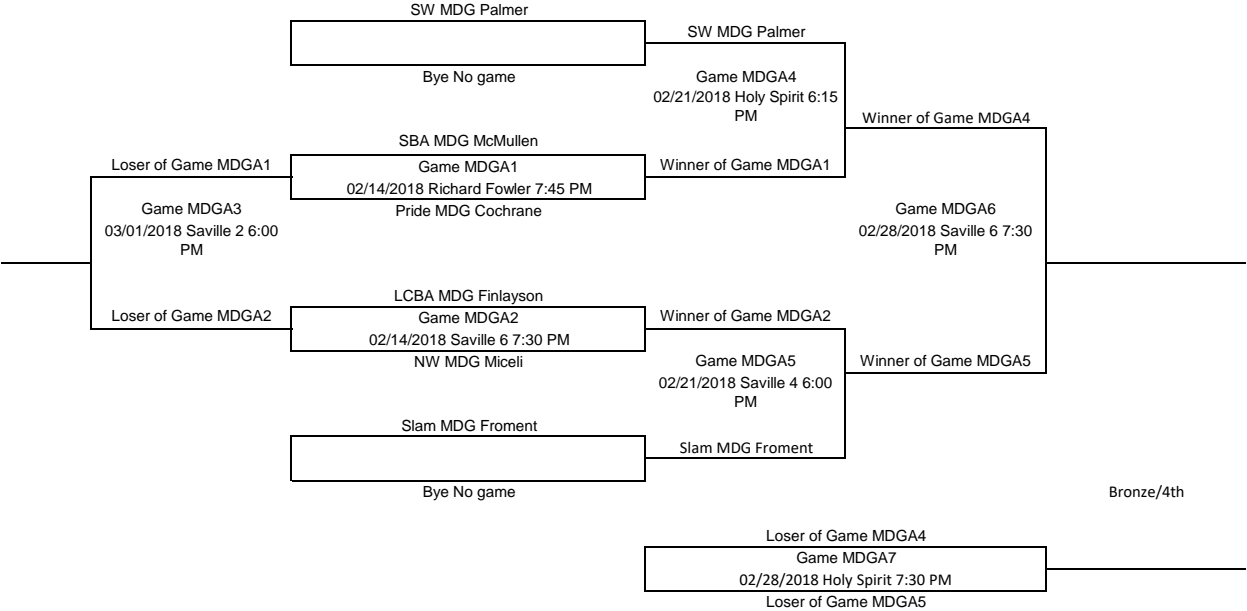 SW MDG Palmer
SW MDG Palmer
Bye No game
Game MDGA4
02/21/2018 Holy Spirit 6:15
PM
Winner of Game MDGA4
SBA MDG McMullen
Loser of Game MDGA1
Game MDGA1
Winner of Game MDGA1
02/14/2018 Richard Fowler 7:45 PM
Pride MDG Cochrane
Game MDGA3
03/01/2018 Saville 2 6:00
PM
Game MDGA6
02/28/2018 Saville 6 7:30
PM
LCBA MDG Finlayson
Loser of Game MDGA2
Game MDGA2
Winner of Game MDGA2
02/14/2018 Saville 6 7:30 PM
NW MDG Miceli
Game MDGA5
02/21/2018 Saville 4 6:00
PM
Winner of Game MDGA5
Slam MDG Froment
Slam MDG Froment
Bye No game
Bronze/4th
Loser of Game MDGA4
Game MDGA7
02/28/2018 Holy Spirit 7:30 PM
Loser of Game MDGA5